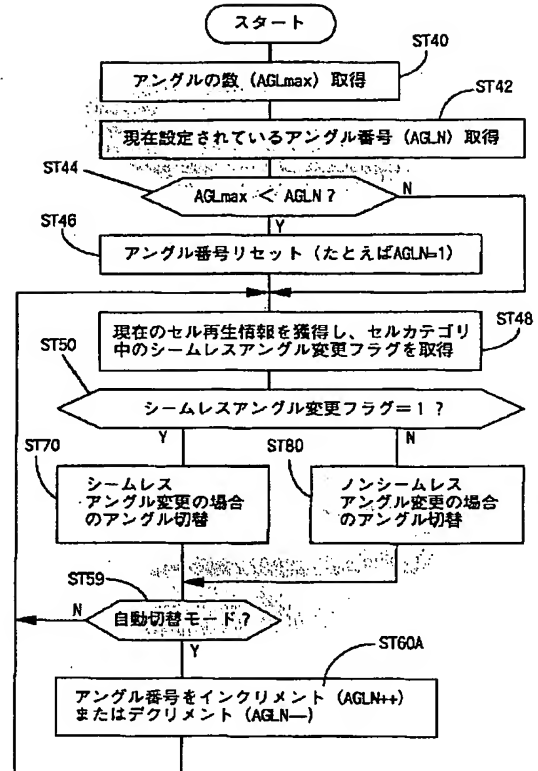 スタート
ST40
アングルの数（AGLmax）取得
ST42
現在設定されているアングル番号（AGLN）取得
ST44
AGLmax ＜ AGLN？
N
Y
ST46
アングル番号リセット（たとえばAGLN=1）
現在のセル再生情報を獲得し、セルカテゴリ
中のシームレスアングル変更フラグを取得
ST48
ST50
シームレスアングル変更フラグ＝1？
Y
N
ST70
シームレス
アングル変更の場合
のアングル切替
ST80
ノンシームレス
アングル変更の場合
のアングル切替
ST59
N
自動切替モード？
Y
ST60A
アングル番号をインクリメント（AGLN++）
またはデクリメント（AGLN—）